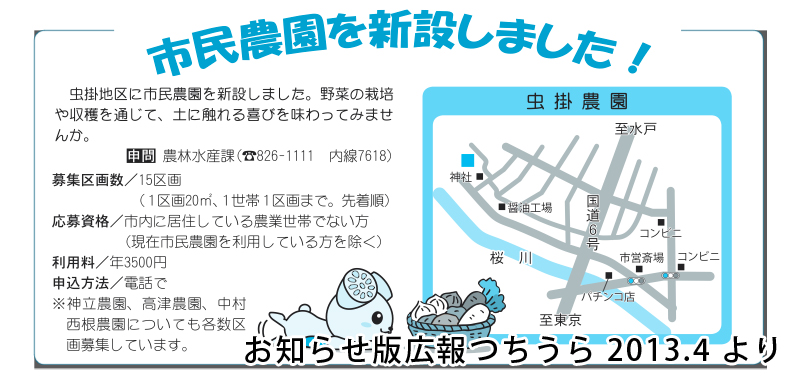 市民農園を新設しました！
虫掛地区に市民農園を新設しました。野菜の栽培
や収穫を通じて、土に触れる喜びを味わってみませ
んか。
申問 農林水産課（☎826-1111　内線7618）
募集区画数／15区画
（1区画20㎡、1世帯1区画まで。先着順）
応募資格／市内に居住している農業世帯でない方
（現在市民農園を利用している方を除く）
利用料／年3500円
申込方法／電話で
※神立農園、高津農園、中村
西根農園についても各数区
画募集しています。
虫掛農園
至水戸
神社
醤油工場
国道6号
コンビニ
桜川
市営斎場
コンビニ
パチンコ店
至東京
お知らせ版広報つちうら 2013.4 より